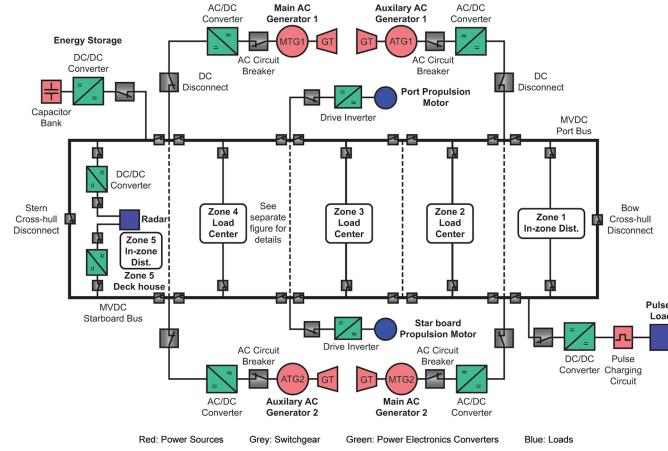 AC/DC
Converter
Main AC
Generator 1
MTG1
GT
AC Circuit
Breaker
Auxilary AC
Generator 1
GT
ATG1
AC Circuit
Breaker
AC/DC
Converter
Energy Storage
DC/DC
Converter
Capacitor
Bank
DC
Disconnect
Port Propulsion
Motor
Drive Inverter
DC
Disconnect
MVDC
Port Bus
DC/DC
Converter
Stern
Cross-hull
Disconnect
Radar
Zone 5
In-zone
Dist.
Zone 5
Deck house
Zone 4
Load
Center
See
separate
figure for
details
Zone 3
Load
Center
Zone 2
Load
Center
Zone 1
In-zone Dist.
Bow
Cross-hull
Disconnect
MVDC
Starboard Bus
Star board
Propulsion Motor
Drive Inverter
Pulse
Load
DC/DC
Converter
Pulse
Charging
Circuit
AC Circuit
Breaker
AC/DC
Converter
ATG2
GT
Auxilary AC
Generator 2
GT
MTG2
Main AC
Generator 2
AC Circuit
Breaker
AC/DC
Converter
Red: Power Sources Grey: Switchgear Green: Power Electronics Converters Blue: Loads